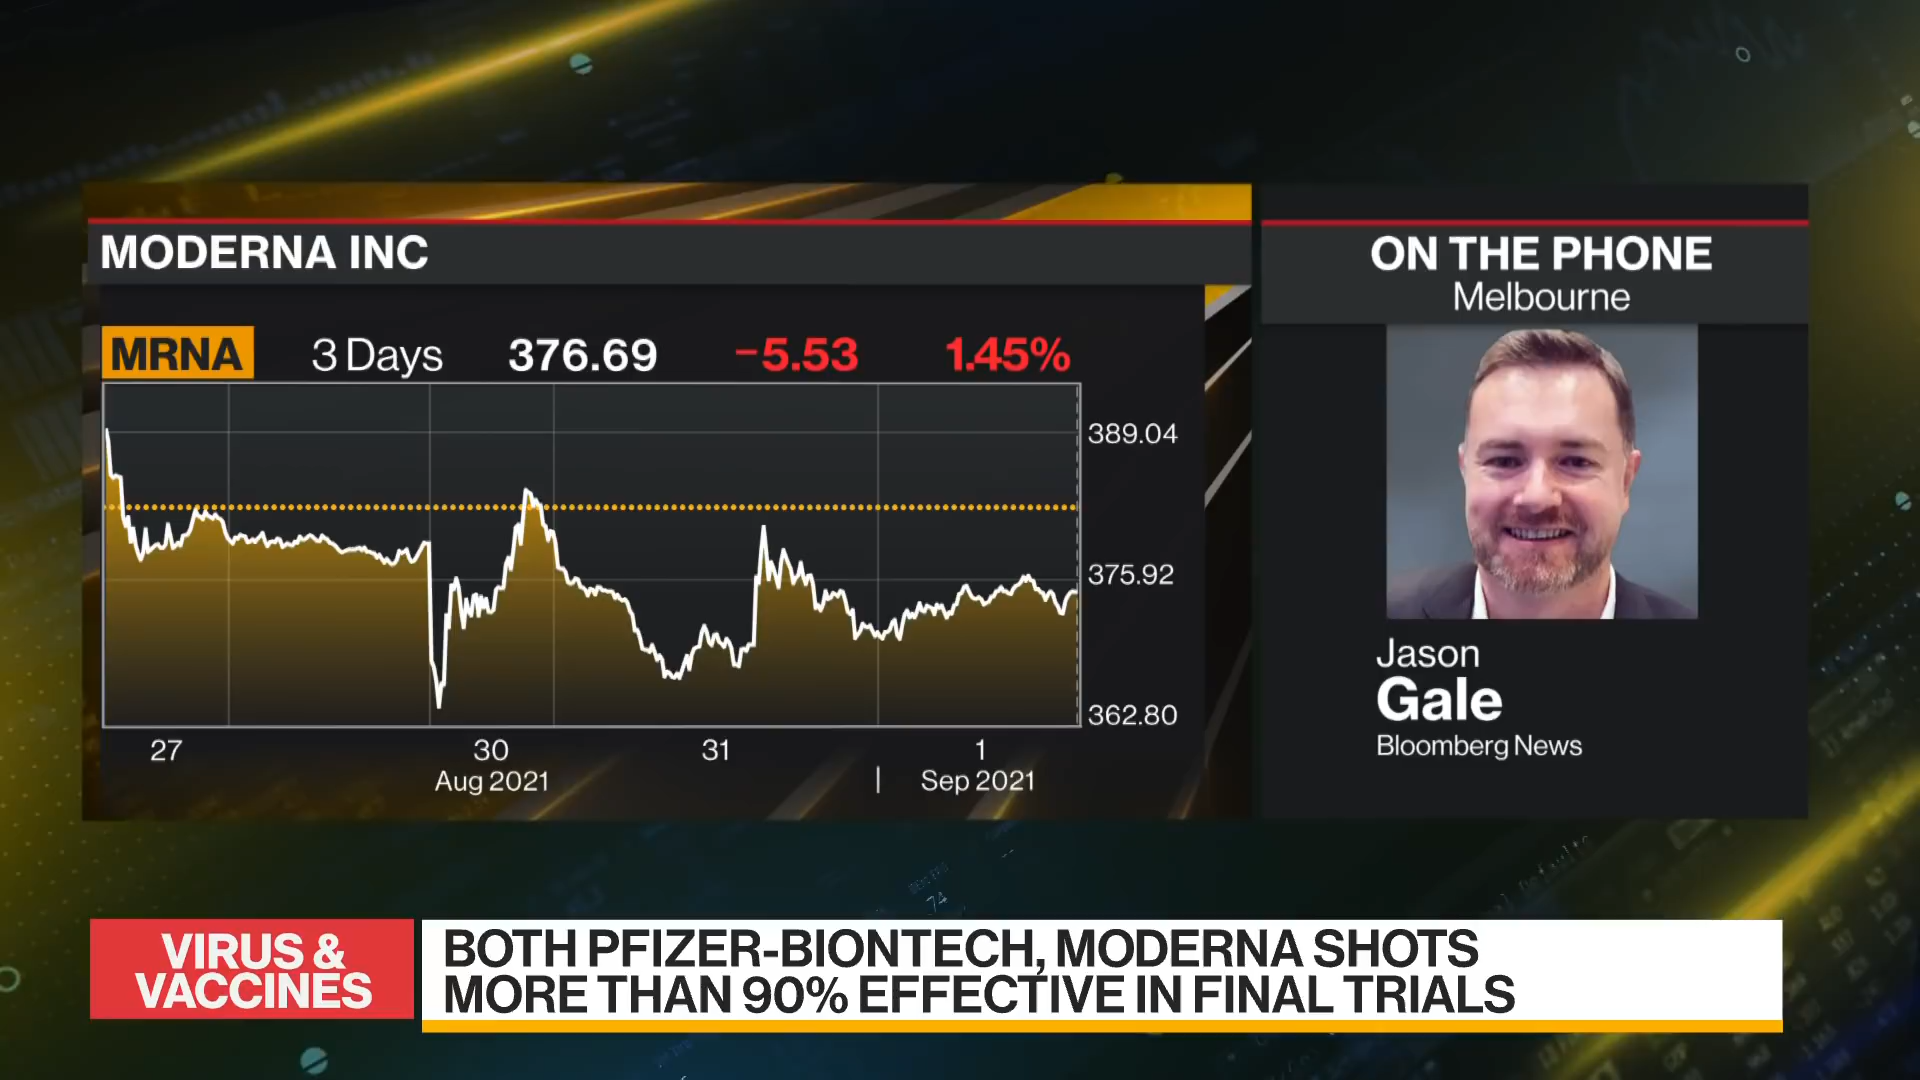 MODERNA INC
MRNA 3 Days 376.69 -5.53 1.45%
389.04
375.92
362.80
27 30 31 1
Aug 2021 | Sep 2021
ON THE PHONE
Melbourne
Jason
Gale
Bloomberg News
VIRUS &
VACCINES
BOTH PFIZER-BIONTECH, MODERNA SHOTS
MORE THAN 90% EFFECTIVE IN FINAL TRIALS
74